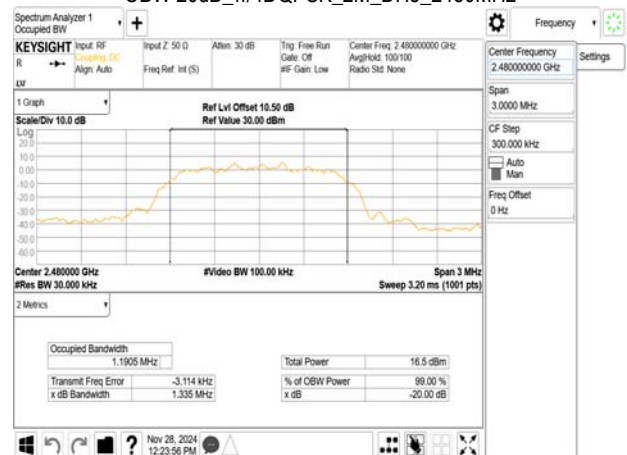 OBW 20dB_π/4DQPSK_2M_DH5_2480MHz
Spectrum Analyzer 1
Occupied BW
Frequency
KEYSIGHT
Input: RF
Input Z: 50 Ω
Atten: 30 dB
Trig: Free Run
Center Freq: 2.480000000 GHz
R
Coupling: DC
Gate: Off
Avg|Hold: 100/100
Align: Auto
Freq Ref: Int (S)
#IF Gain: Low
Radio Std: None
Center Frequency
2.480000000 GHz
Settings
Span
3.0000 MHz
CF Step
300.000 kHz
Auto
Man
Freq Offset
0 Hz
1 Graph
Ref Lvl Offset 10.50 dB
Scale/Div 10.0 dB
Ref Value 30.00 dBm
Log
20.0
10.0
0.00
-10.0
-20.0
-30.0
-40.0
-50.0
-60.0
Center 2.480000 GHz
#Video BW 100.00 kHz
Span 3 MHz
#Res BW 30.000 kHz
Sweep 3.20 ms (1001 pts)
2 Metrics
Occupied Bandwidth
1.1905 MHz
Total Power
16.5 dBm
Transmit Freq Error
-3.114 kHz
% of OBW Power
99.00 %
x dB Bandwidth
1.335 MHz
x dB
-20.00 dB
Nov 28, 2024
12:23:56 PM